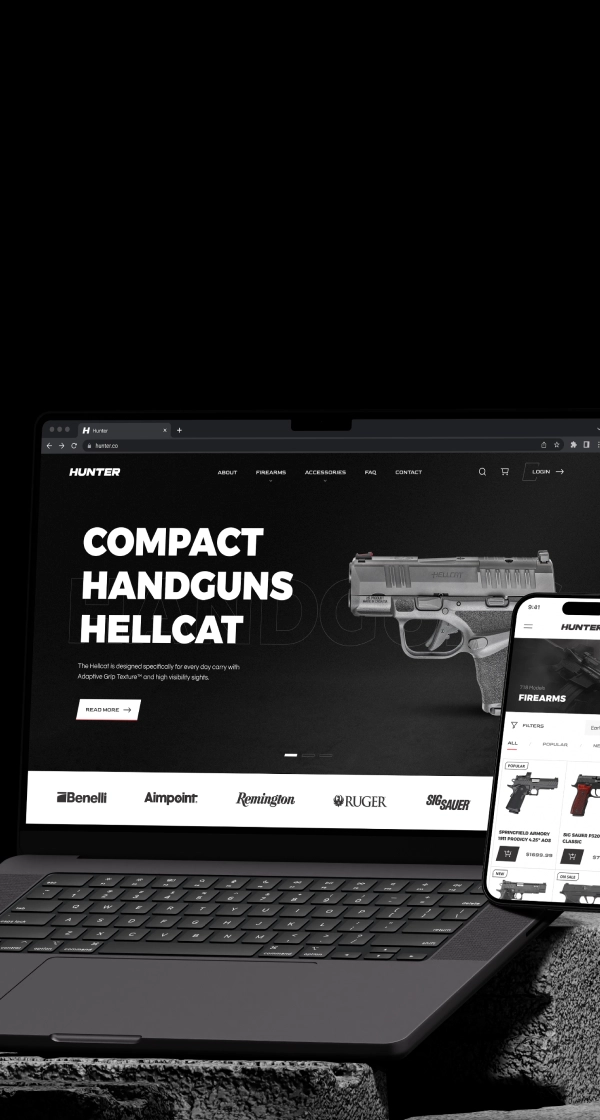 Hunter
hunter.co
HUNTER
ABOUT
FIREARMS
ACCESSORIES
FAQ
CONTACT
LOGIN
COMPACT
HANDGUNS
HELLCAT
The Hellcat is designed specifically for every day carry with
Adaptive Grip Texture™ and high visibility sights.
READ MORE
HELLCAT
Benelli
Aimpoint
Remington
RUGER
SIG SAUER
9:41
HUNTER
718 Models
FIREARMS
FILTERS
ALL
POPULAR
POPULAR
SPRINGFIELD ARMORY
1911 PRODIGY 4.25" AOS
$1699.99
SIG SAUER P320
CLASSIC
NEW
ON SALE